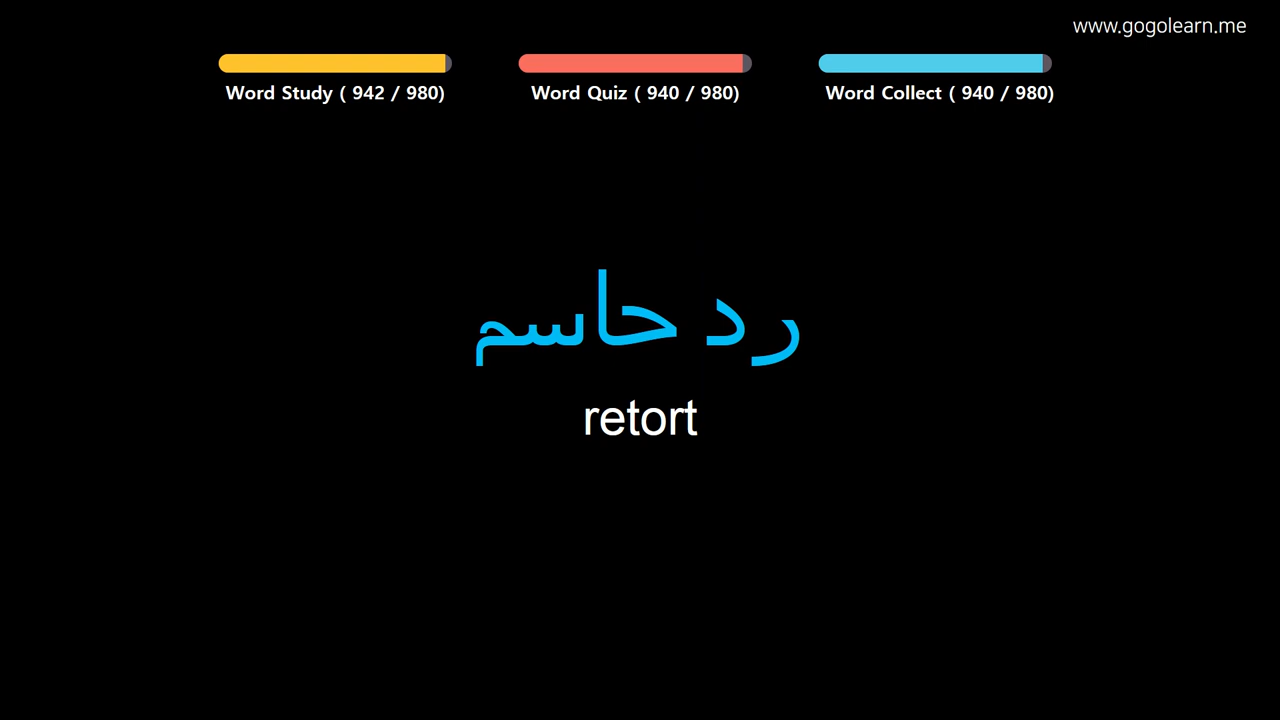 www.gogolearn.me
Word Study ( 942 / 980)
Word Quiz ( 940 / 980)
Word Collect ( 940 / 980)
رد حاسم
retort